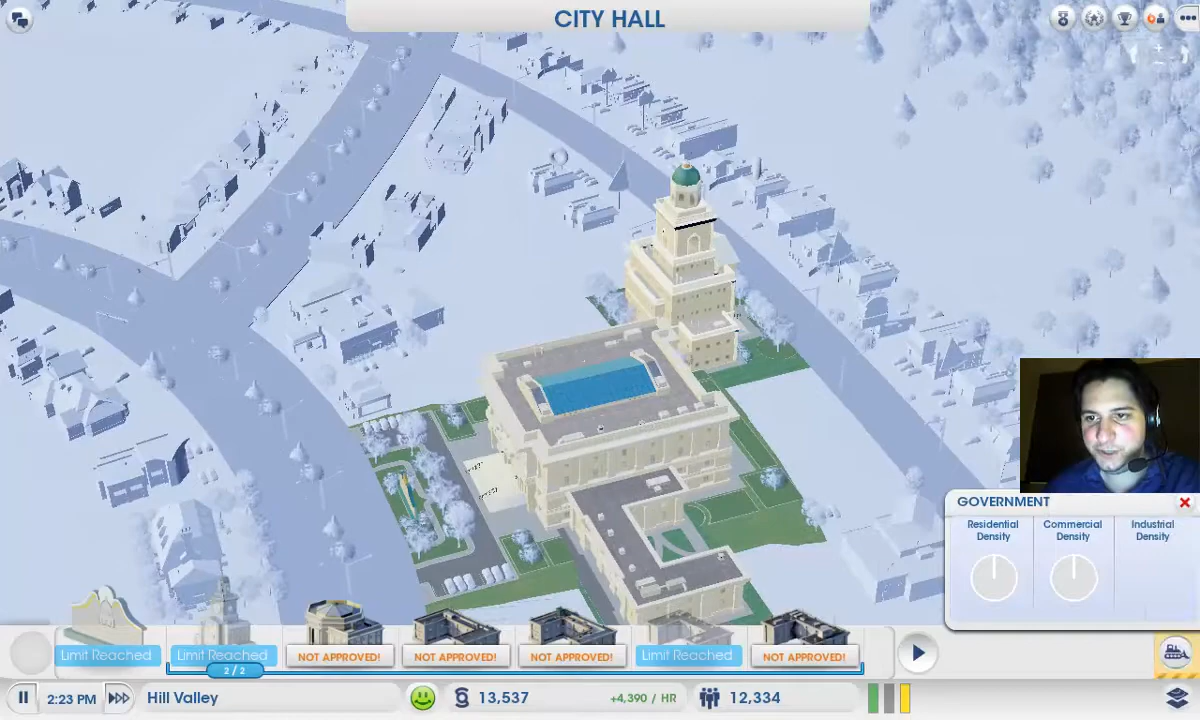 CITY HALL
GOVERNMENT
Residential Density
Commercial Density
Industrial Density
Limit Reached
Limit Reached
NOT APPROVED!
NOT APPROVED!
NOT APPROVED!
Limit Reached
NOT APPROVED!
2 / 2
2:23 PM
Hill Valley
13,537
+4,390 / HR
12,334